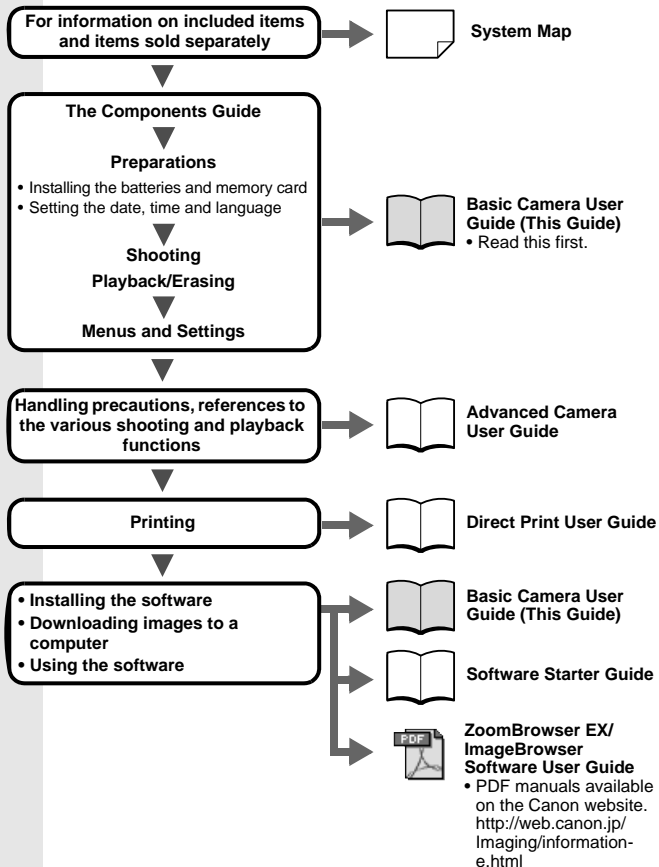 For information on included items
and items sold separately
System Map
The Components Guide
Preparations
• Installing the batteries and memory card
• Setting the date, time and language
Shooting
Playback/Erasing
Menus and Settings
Basic Camera User
Guide (This Guide)
• Read this first.
Handling precautions, references to
the various shooting and playback
functions
Advanced Camera
User Guide
Printing
Direct Print User Guide
• Installing the software
• Downloading images to a
computer
• Using the software
Basic Camera User
Guide (This Guide)
Software Starter Guide
PDF
ZoomBrowser EX/
ImageBrowser
Software User Guide
• PDF manuals available
on the Canon website.
http://web.canon.jp/
Imaging/information-
e.html